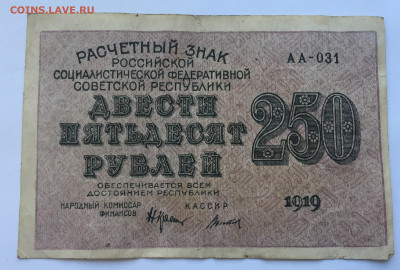 COINS.LAVE.RU
РАСЧЕТНЫЙ ЗНАК
РОССИЙСКОЙ
СОЦИАЛИСТИЧЕСКОЙ ФЕДЕРАТИВНОЙ
СОВЕТСКОЙ РЕСПУБЛИКИ
АА-031
ДВЕСТИ
ПЯТЬДЕСЯТ
РУБЛЕЙ
250
ОБЕСПЕЧИВАЕТСЯ ВСЕМ
ДОСТОЯНИЕМ РЕСПУБЛИКИ
НАРОДНЫЙ КОМИССАР
ФИНАНСОВ
КАССИР
1919